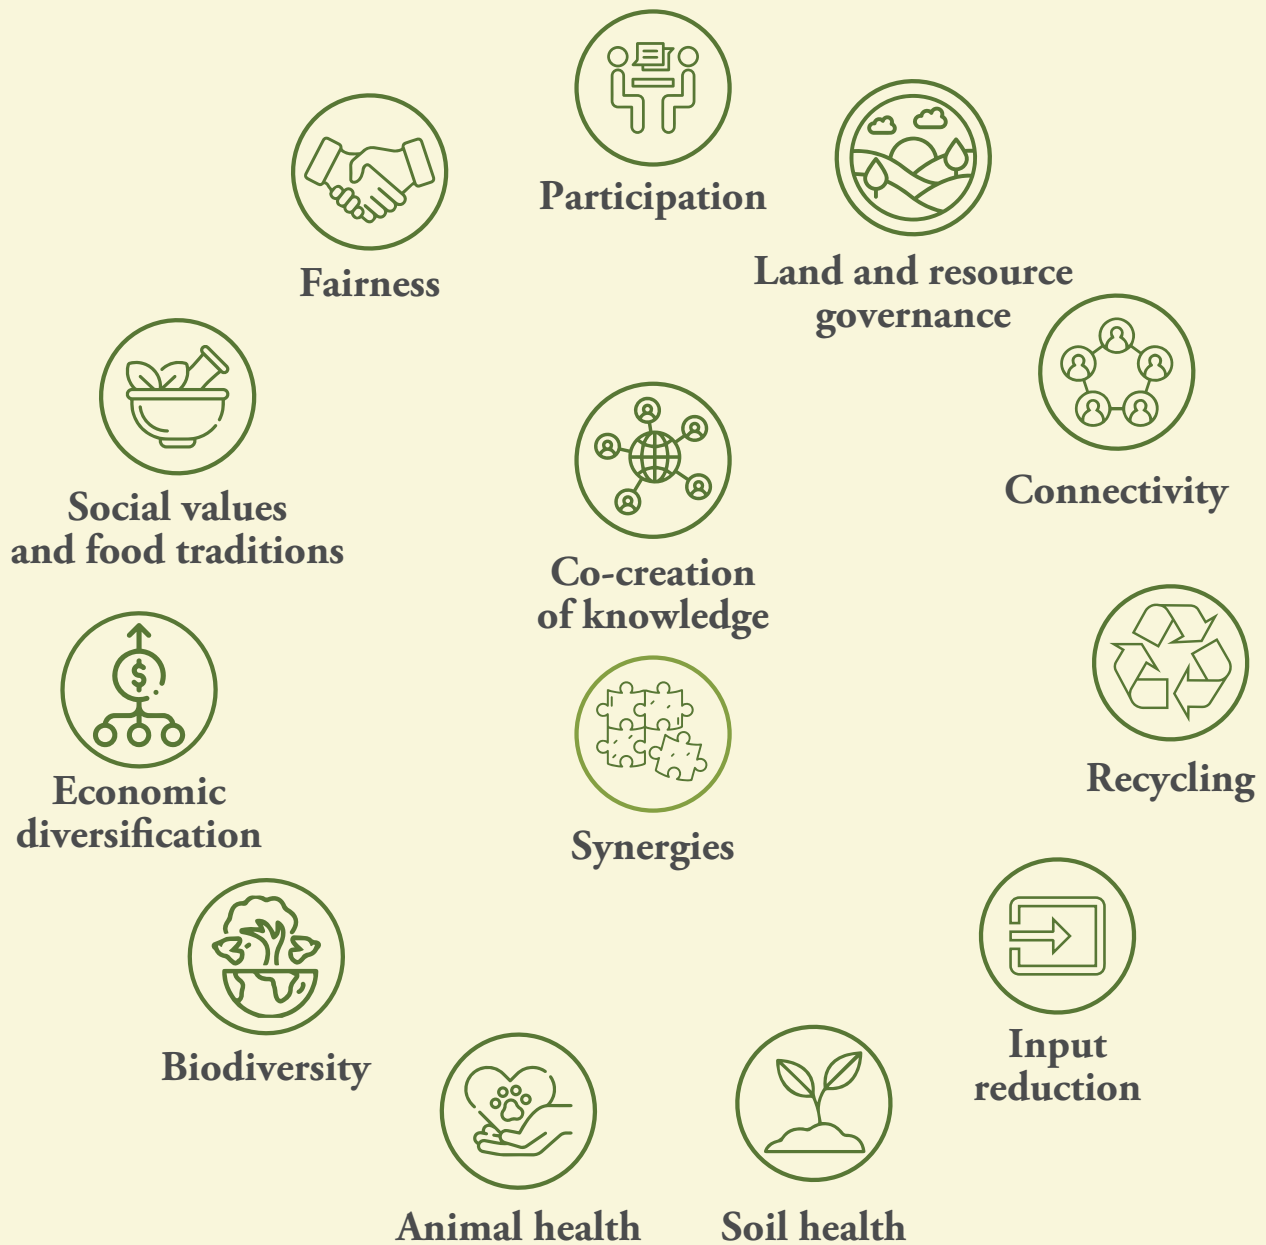 Participation
Fairness
Land and resource
governance
Connectivity
Social values
and food traditions
Co-creation
of knowledge
Recycling
Economic
diversification
Synergies
Input
reduction
Biodiversity
Animal health
Soil health